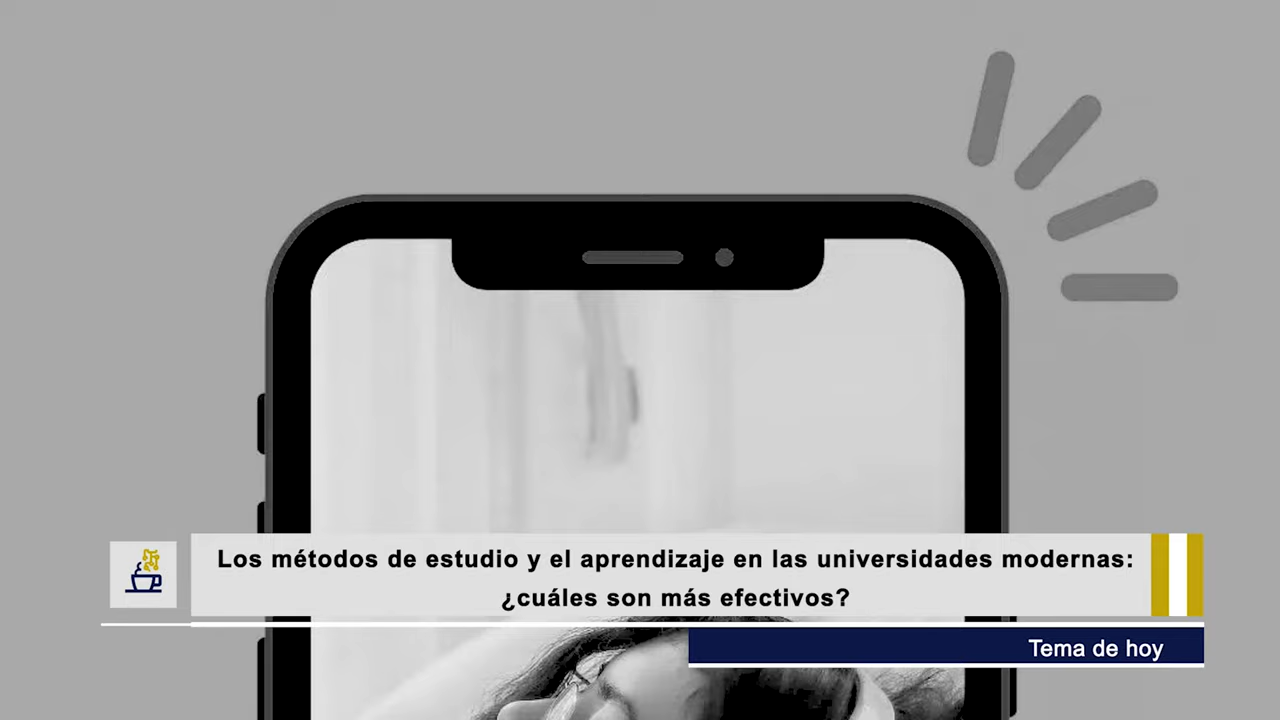 Los métodos de estudio y el aprendizaje en las universidades modernas:
¿cuáles son más efectivos?
Tema de hoy